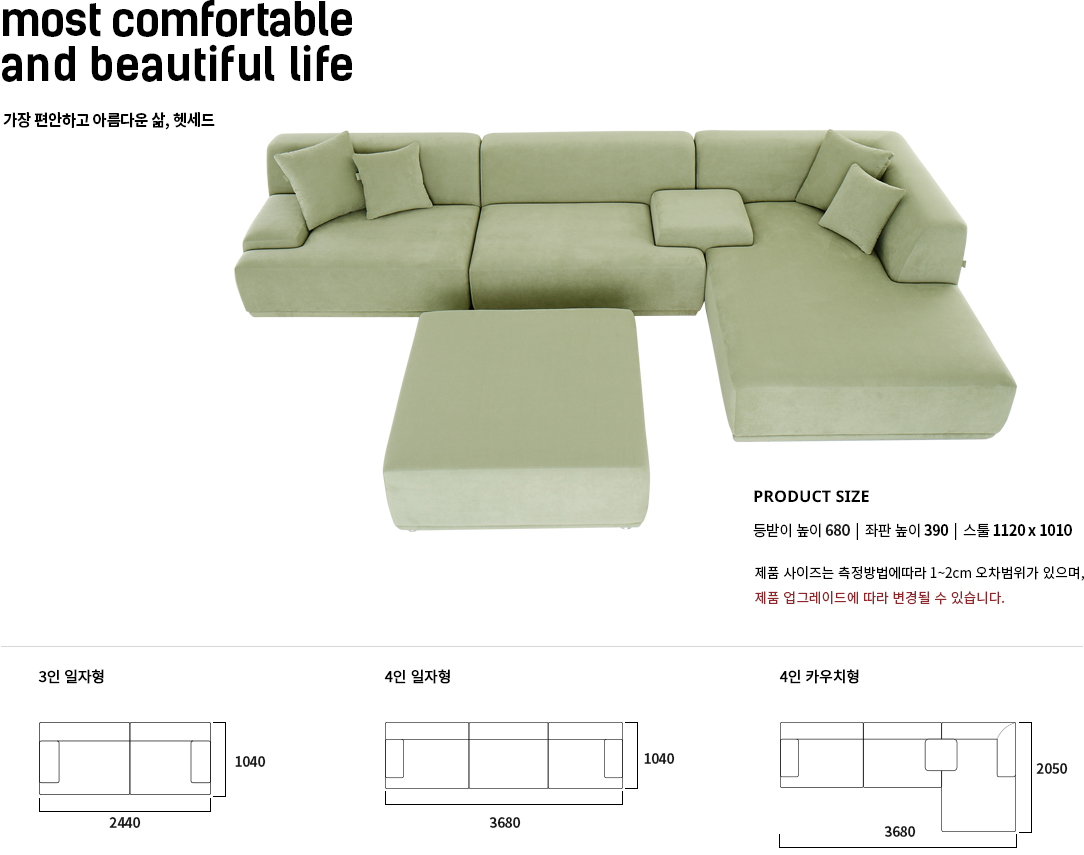 most comfortable
and beautiful life
가장 편안하고 아름다운 삶, 헷세드
PRODUCT SIZE
등받이 높이 680 | 좌판 높이 390 | 스툴 1120 x 1010
제품 사이즈는 측정방법에따라 1~2cm 오차범위가 있으며,
제품 업그레이드에 따라 변경될 수 있습니다.
3인 일자형
4인 일자형
4인 카우치형
1040
2440
1040
3680
2050
3680